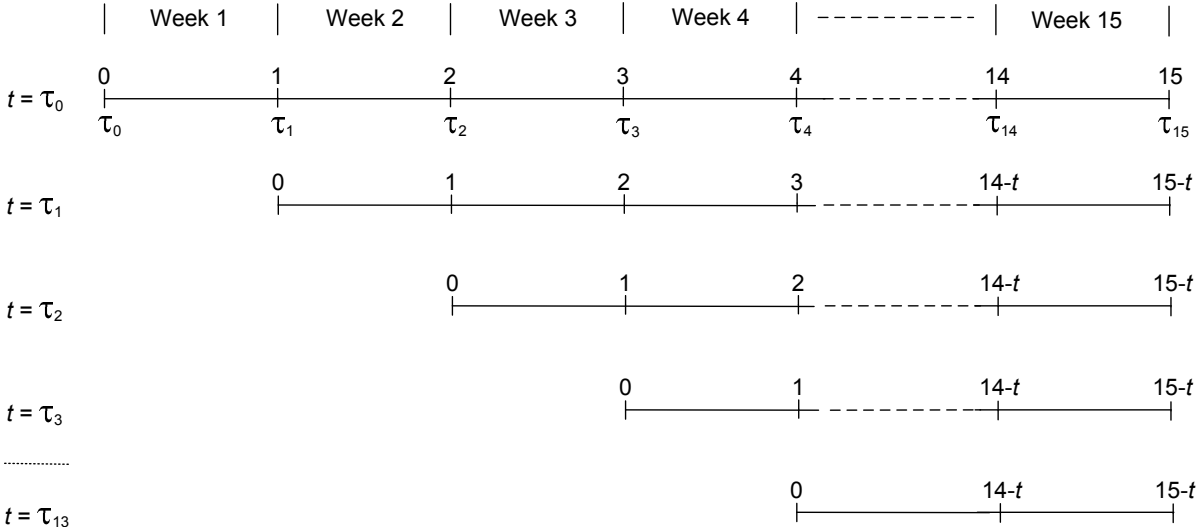 Week 1 Week 2 Week 3 Week 4 Week 15
0 1 2 3 4 14 15
t = τ₀
τ₀ τ₁ τ₂ τ₃ τ₄ τ₁₄ τ₁₅
0 1 2 3 14-t 15-t
t = τ₁
0 1 2 14-t 15-t
t = τ₂
0 1 14-t 15-t
t = τ₃
0 14-t 15-t
t = τ₁₃